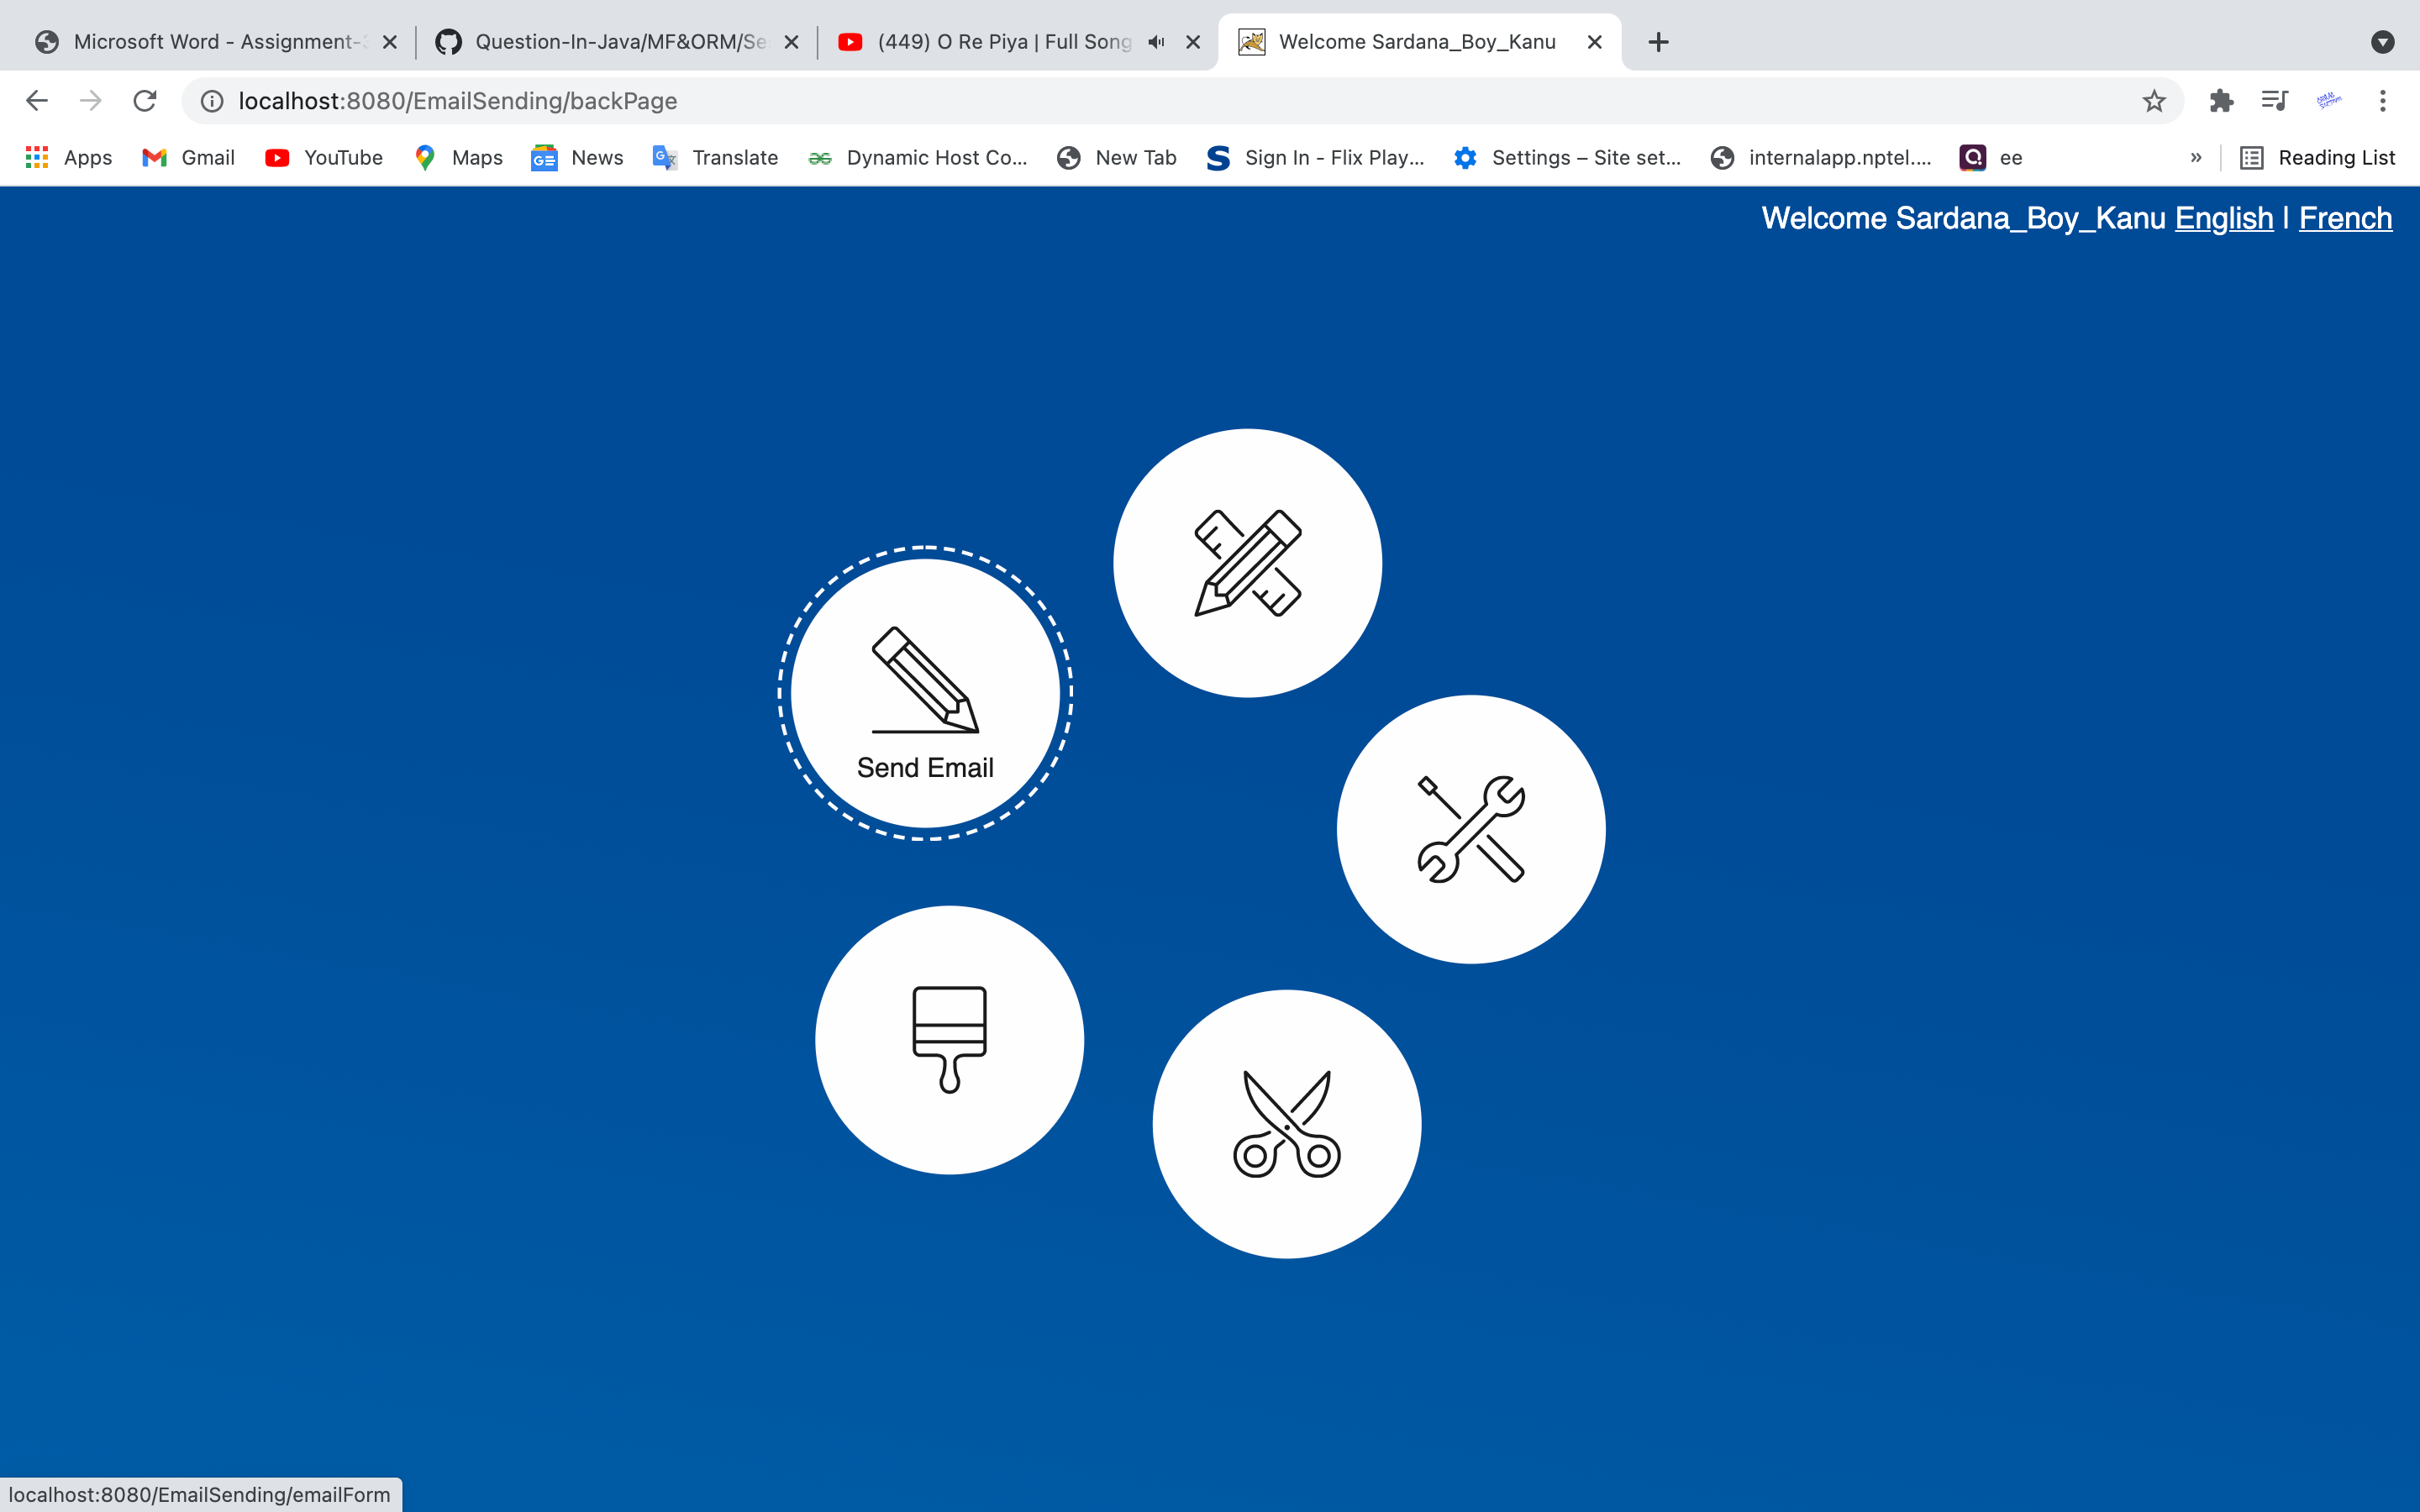 Microsoft Word - Assignment-
Question-In-Java/MF&ORM/Se
(449) O Re Piya | Full Song
Welcome Sardana_Boy_Kanu
localhost:8080/EmailSending/backPage
Apps Gmail YouTube Maps News Translate Dynamic Host Co... New Tab Sign In - Flix Play... Settings – Site set... internalapp.nptel.... ee » Reading List
Welcome Sardana_Boy_Kanu English | French
Send Email
localhost:8080/EmailSending/emailForm